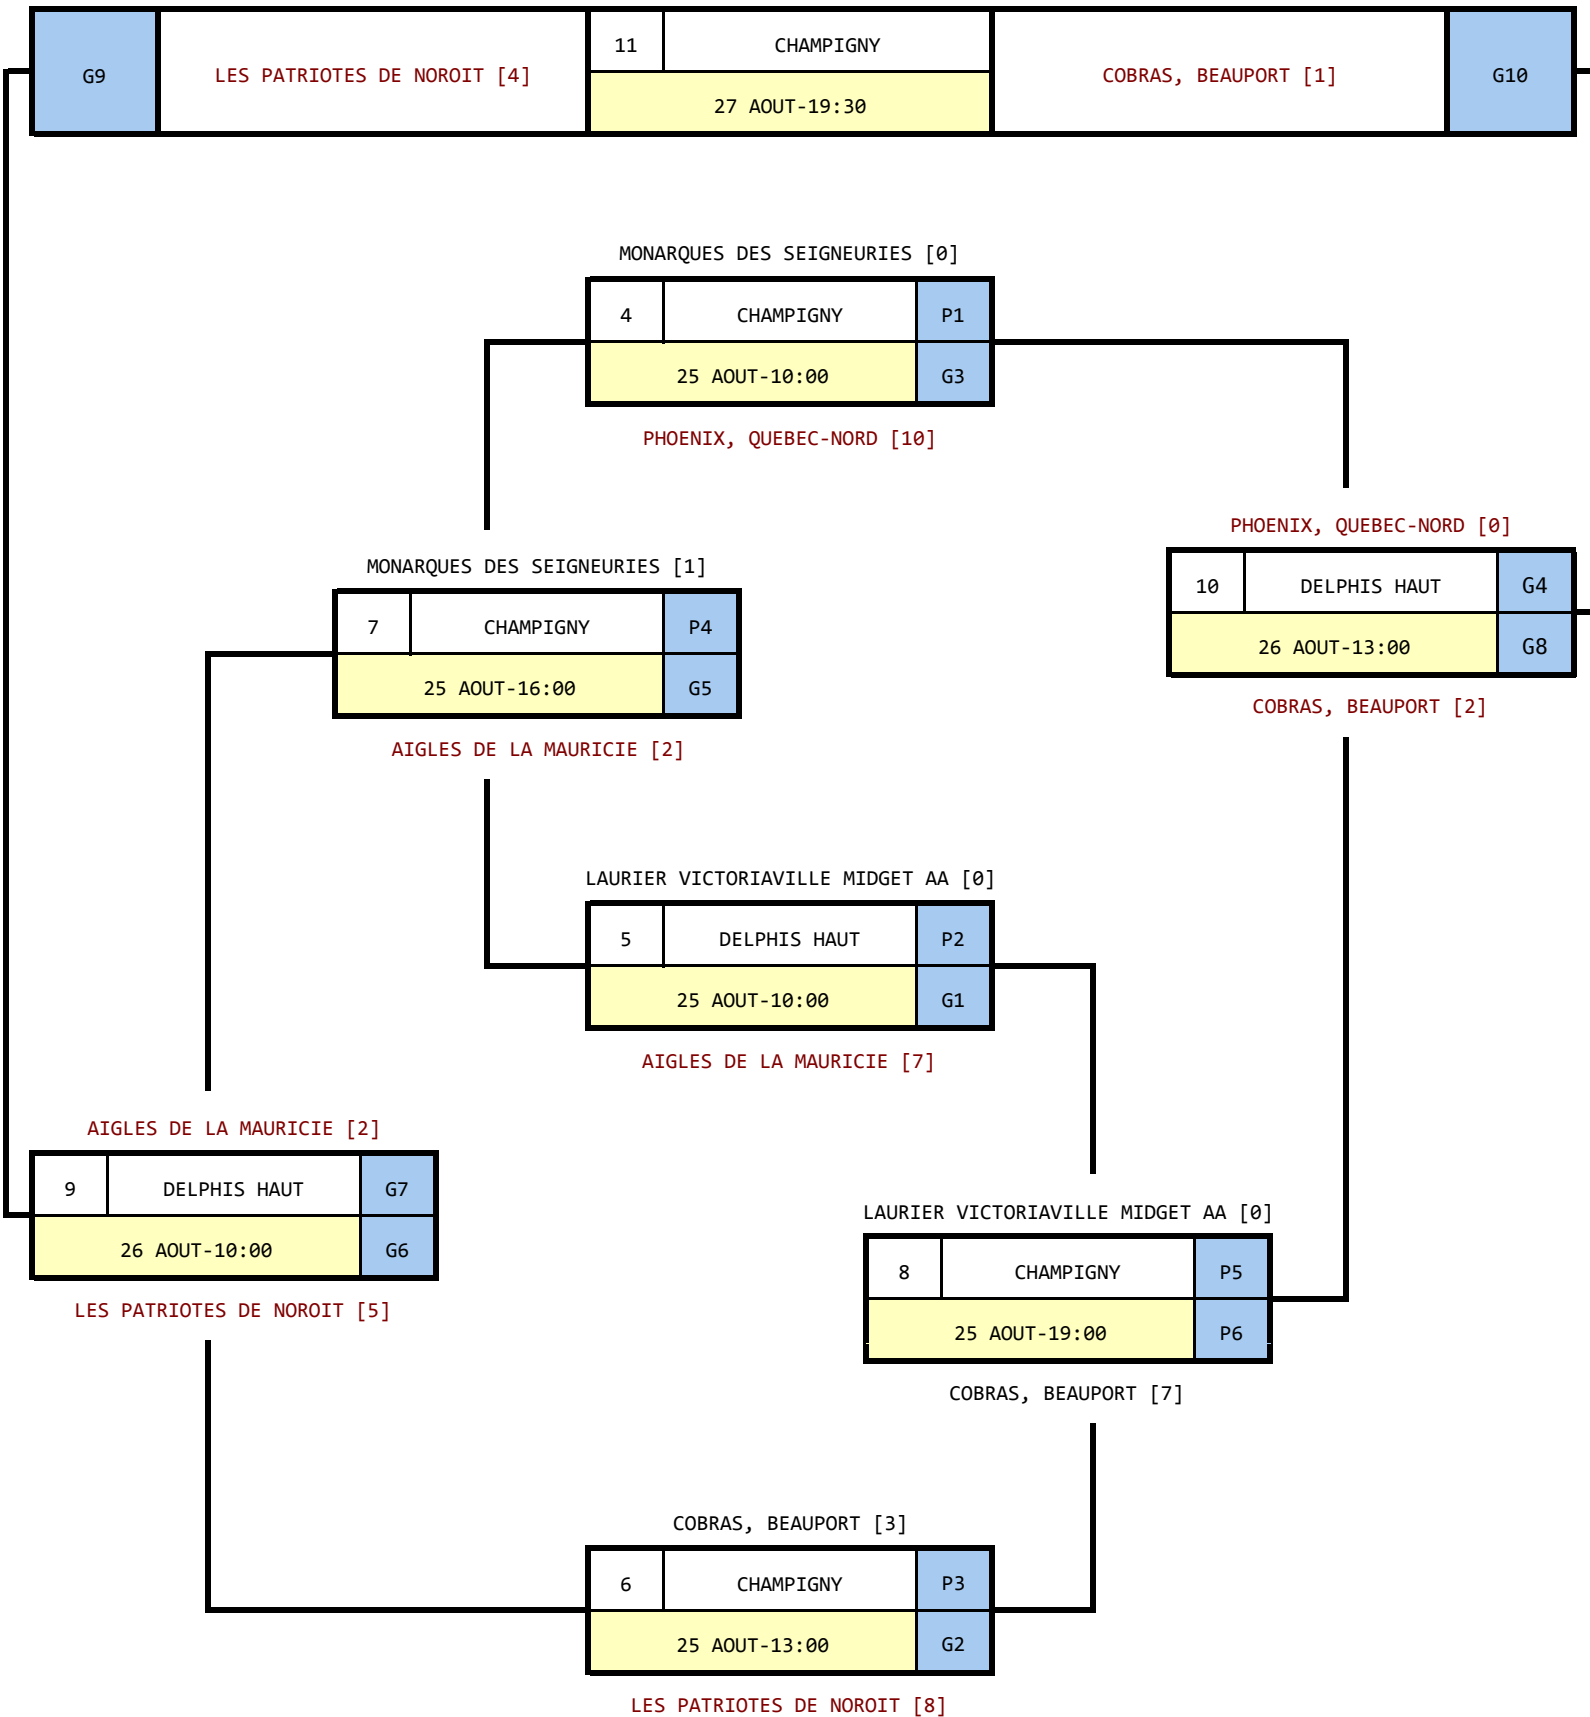 G9
LES PATRIOTES DE NOROIT [4]
11
CHAMPIGNY
27 AOUT-19:30
COBRAS, BEAUPORT [1]
G10
MONARQUES DES SEIGNEURIES [0]
4
CHAMPIGNY
P1
25 AOUT-10:00
G3
PHOENIX, QUEBEC-NORD [10]
PHOENIX, QUEBEC-NORD [0]
10
DELPHIS HAUT
G4
26 AOUT-13:00
G8
COBRAS, BEAUPORT [2]
MONARQUES DES SEIGNEURIES [1]
7
CHAMPIGNY
P4
25 AOUT-16:00
G5
AIGLES DE LA MAURICIE [2]
LAURIER VICTORIAVILLE MIDGET AA [0]
5
DELPHIS HAUT
P2
25 AOUT-10:00
G1
AIGLES DE LA MAURICIE [7]
AIGLES DE LA MAURICIE [2]
9
DELPHIS HAUT
G7
26 AOUT-10:00
G6
LES PATRIOTES DE NOROIT [5]
LAURIER VICTORIAVILLE MIDGET AA [0]
8
CHAMPIGNY
P5
25 AOUT-19:00
P6
COBRAS, BEAUPORT [7]
COBRAS, BEAUPORT [3]
6
CHAMPIGNY
P3
25 AOUT-13:00
G2
LES PATRIOTES DE NOROIT [8]